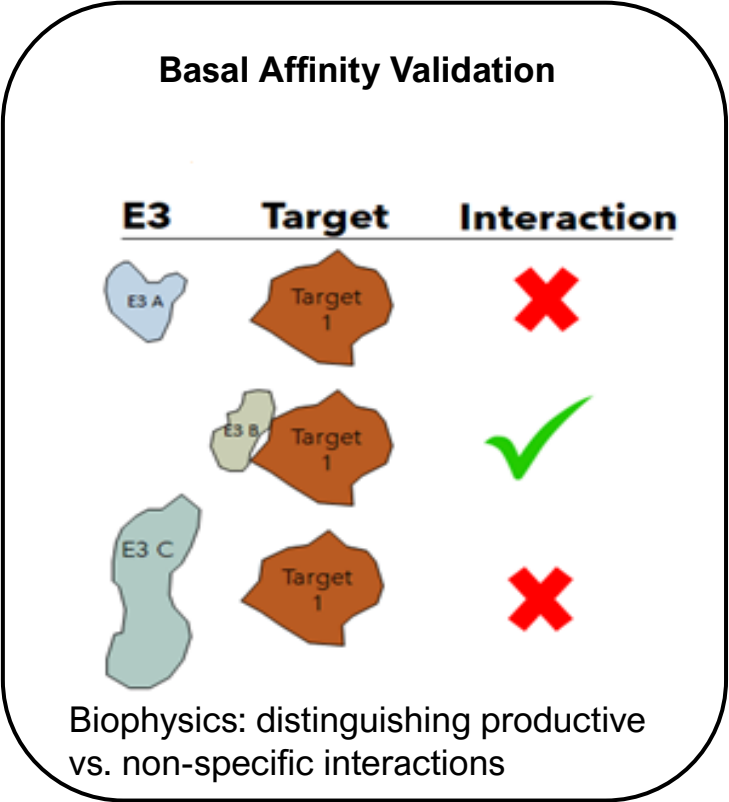 Basal Affinity Validation
E3 Target Interaction
E3 A
Target
1
E3 B
Target
1
E3 C
Target
1
Biophysics: distinguishing productive
vs. non-specific interactions